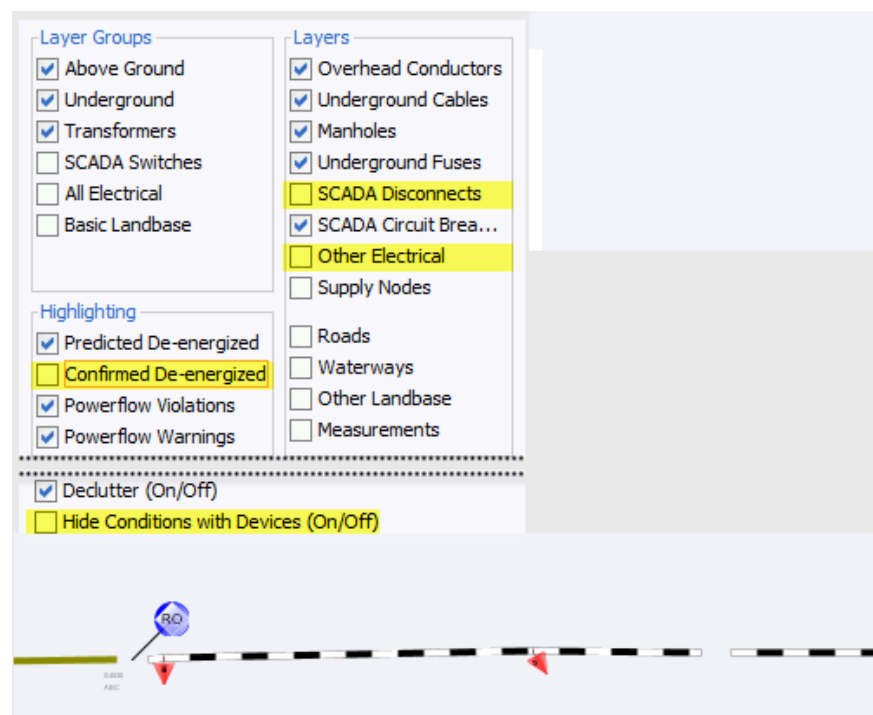 Layer Groups
Above Ground
Underground
Transformers
SCADA Switches
All Electrical
Basic Landbase
Layers
Overhead Conductors
Underground Cables
Manholes
Underground Fuses
SCADA Disconnects
SCADA Circuit Brea...
Other Electrical
Supply Nodes
Roads
Waterways
Other Landbase
Measurements
Highlighting
Predicted De-energized
Confirmed De-energized
Powerflow Violations
Powerflow Warnings
Declutter (On/Off)
Hide Conditions with Devices (On/Off)
RO
ABC